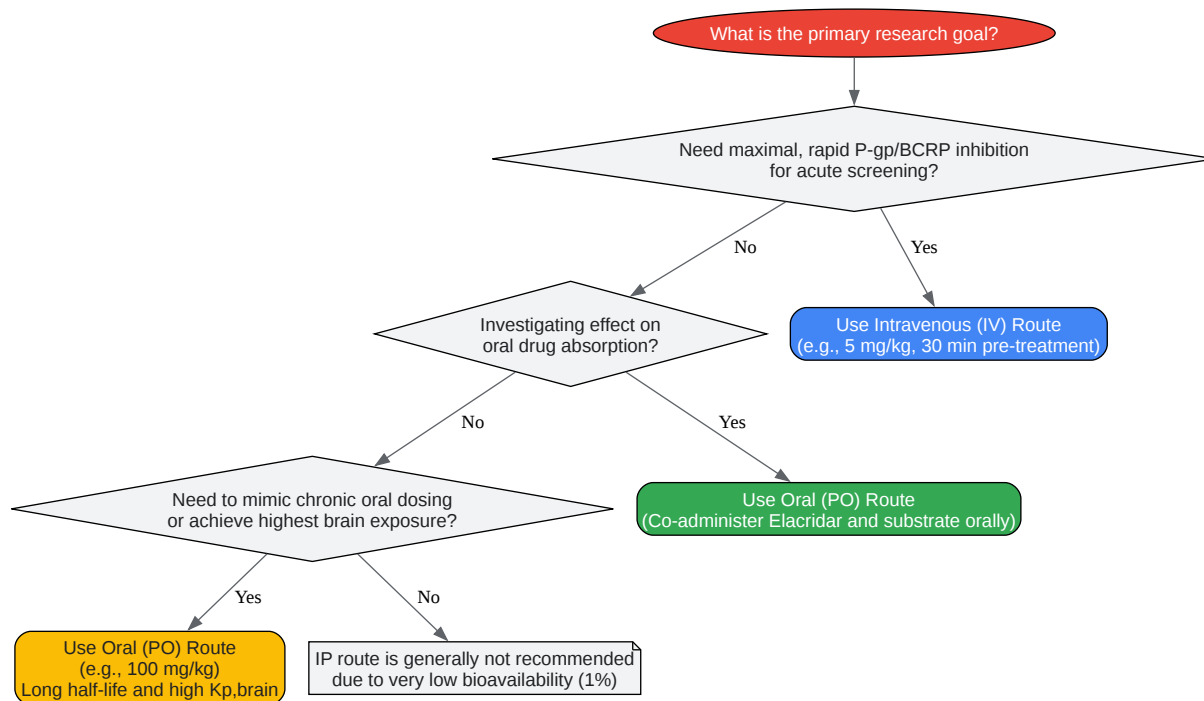 What is the primary research goal?
Need maximal, rapid P-gp/BCRP inhibition
for acute screening?
No
Yes
Investigating effect on
oral drug absorption?
Use Intravenous (IV) Route
(e.g., 5 mg/kg, 30 min pre-treatment)
No
Yes
Need to mimic chronic oral dosing
or achieve highest brain exposure?
Use Oral (PO) Route
(Co-administer Elacridar and substrate orally)
Yes
No
Use Oral (PO) Route
(e.g., 100 mg/kg)
Long half-life and high Kp,brain
IP route is generally not recommended
due to very low bioavailability (1%)